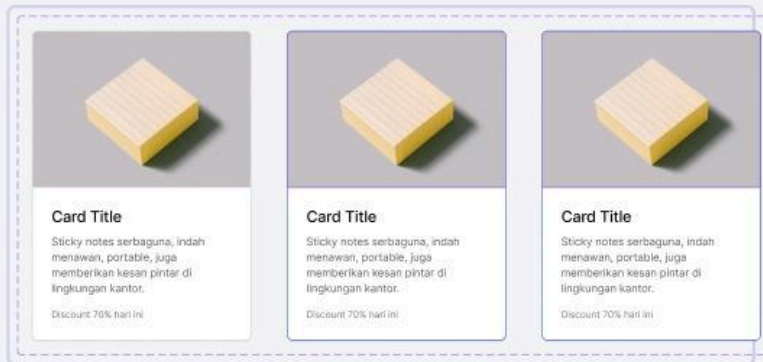 Card Title
Sticky notes serbaguna, indah
menawan, portable, juga
memberikan kesan pintar di
lingkungan kantor.
Discount 70% hari ini
Card Title
Sticky notes serbaguna, indah
menawan, portable, juga
memberikan kesan pintar di
lingkungan kantor.
Discount 70% hari ini
Card Title
Sticky notes serbaguna, indah
menawan, portable, juga
memberikan kesan pintar di
lingkungan kantor.
Discount 70% hari ini